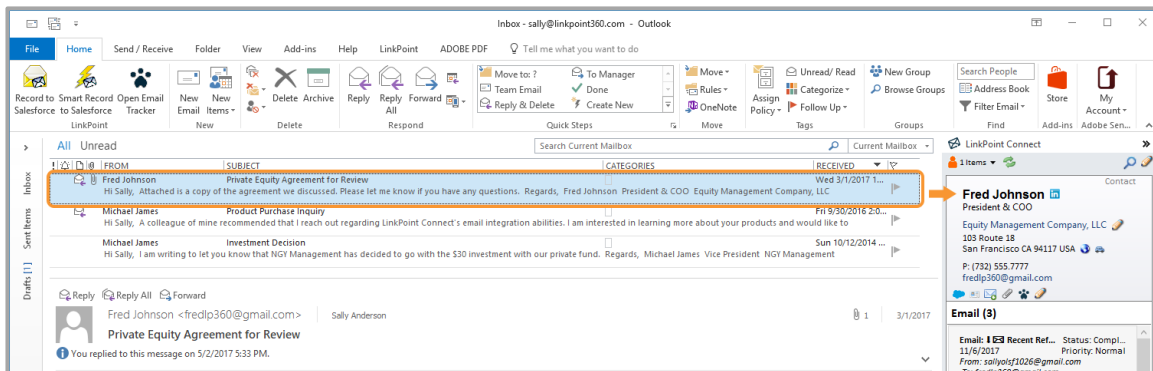 Inbox - sally@linkpoint360.com - Outlook
File Home Send / Receive Folder View Add-ins Help LinkPoint ADOBE PDF Tell me what you want to do
Record to Salesforce
Smart Record to Salesforce
Open Email Tracker
LinkPoint
New Email
New Items
New
Delete Archive
Delete
Reply
Reply All
Forward
Respond
Move to: ?
Team Email
Reply & Delete
To Manager
Done
Create New
Quick Steps
Move
Rules
OneNote
Move
Assign Policy
Unread/ Read
Categorize
Follow Up
Tags
New Group
Browse Groups
Groups
Search People
Address Book
Filter Email
Find
Store
Add-ins
My Account
Adobe Sen...
All Unread
Search Current Mailbox Current Mailbox
FROM SUBJECT CATEGORIES RECEIVED
Fred Johnson Private Equity Agreement for Review Wed 3/1/2017 1...
Hi Sally, Attached is a copy of the agreement we discussed. Please let me know if you have any questions. Regards, Fred Johnson President & COO Equity Management Company, LLC
Michael James Product Purchase Inquiry Fri 9/30/2016 2:0...
Hi Sally, A colleague of mine recommended that I reach out regarding LinkPoint Connect's email integration abilities. I am interested in learning more about your products and would like to
Michael James Investment Decision Sun 10/12/2014 ...
Hi Sally, I am writing to let you know that NGY Management has decided to go with the $30 investment with our private fund. Regards, Michael James Vice President NGY Management
Inbox
Sent Items
Drafts [1]
Reply Reply All Forward
Fred Johnson <fredlp360@gmail.com> Sally Anderson 1 3/1/2017
Private Equity Agreement for Review
You replied to this message on 5/2/2017 5:33 PM.
LinkPoint Connect
1 Items
Contact
Fred Johnson
President & COO
Equity Management Company, LLC
103 Route 18
San Francisco CA 94117 USA
P: (732) 555.7777
fredlp360@gmail.com
Email (3)
Email: Recent Ref... Status: Compl...
11/6/2017 Priority: Normal
From: sallyolsf1026@gmail.com
To: fredlp360@gmail.com